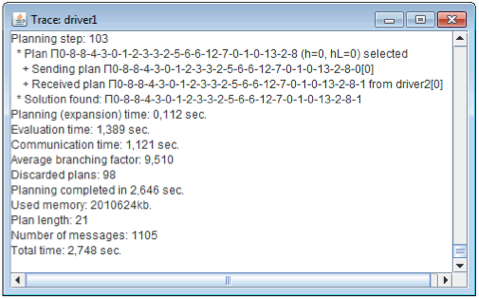 Trace: driver1
Planning step: 103
* Plan Π0-8-8-4-3-0-1-2-3-3-2-5-6-6-12-7-0-1-0-13-2-8 (h=0, hL=0) selected
+ Sending plan Π0-8-8-4-3-0-1-2-3-3-2-5-6-6-12-7-0-1-0-13-2-8-0[0]
+ Received plan Π0-8-8-4-3-0-1-2-3-3-2-5-6-6-12-7-0-1-0-13-2-8-1 from driver2[0]
* Solution found: Π0-8-8-4-3-0-1-2-3-3-2-5-6-6-12-7-0-1-0-13-2-8-1
Planning (expansion) time: 0,112 sec.
Evaluation time: 1,389 sec.
Communication time: 1,121 sec.
Average branching factor: 9,510
Discarded plans: 98
Planning completed in 2,646 sec.
Used memory: 2010624kb.
Plan length: 21
Number of messages: 1105
Total time: 2,748 sec.